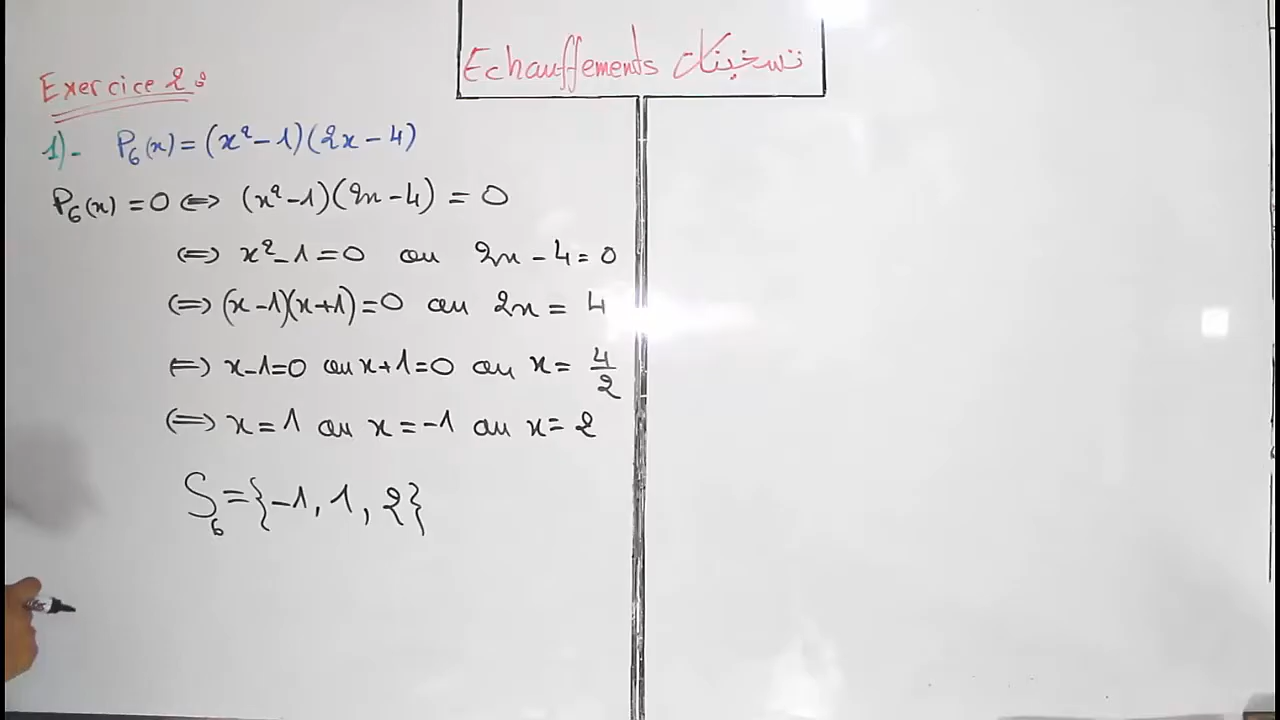 Echauffements تسخينات
Exercice 2 :
1)- P₆(x) = (x² - 1)(2x - 4)
P₆(x) = 0 ⇔ (x² - 1)(2x - 4) = 0
⇔ x² - 1 = 0 ou 2x - 4 = 0
⇔ (x - 1)(x + 1) = 0 ou 2x = 4
⇔ x - 1 = 0 ou x + 1 = 0 ou x = 4/2
⇔ x = 1 ou x = -1 ou x = 2
S₆ = {-1, 1, 2}